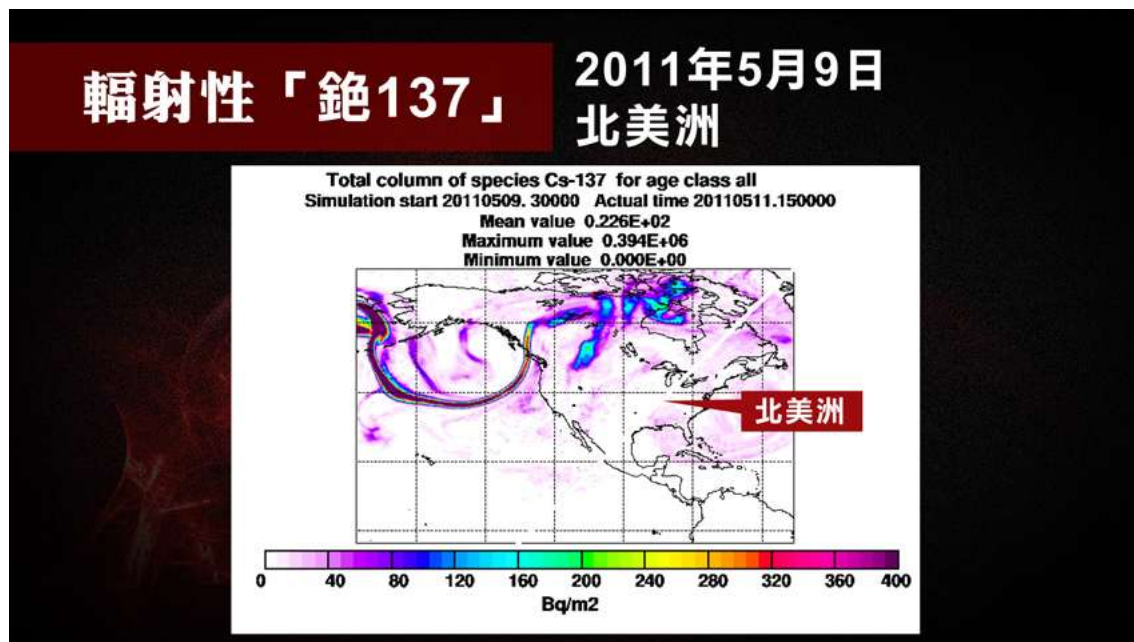 輻射性「銫137」
2011年5月9日
北美洲
Total column of species Cs-137 for age class all
Simulation start 20110509. 30000 Actual time 20110511.150000
Mean value 0.226E+02
Maximum value 0.394E+06
Minimum value 0.000E+00
北美洲
0 40 80 120 160 200 240 280 320 360 400
Bq/m2